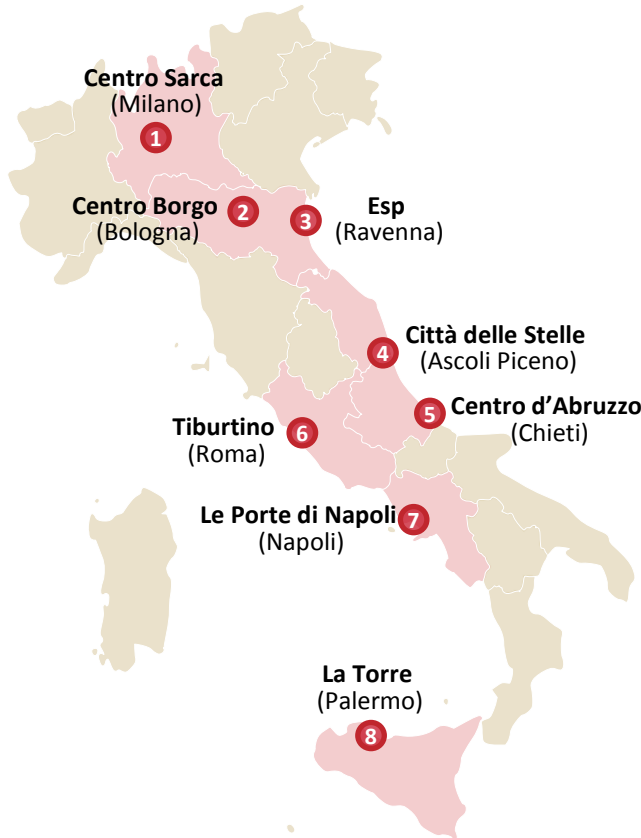 Centro Sarca
(Milano)
1
Centro Borgo
(Bologna)
2
3
Esp
(Ravenna)
4
Città delle Stelle
(Ascoli Piceno)
5
Centro d’Abruzzo
(Chieti)
Tiburtino
(Roma)
6
Le Porte di Napoli
(Napoli)
7
La Torre
(Palermo)
8